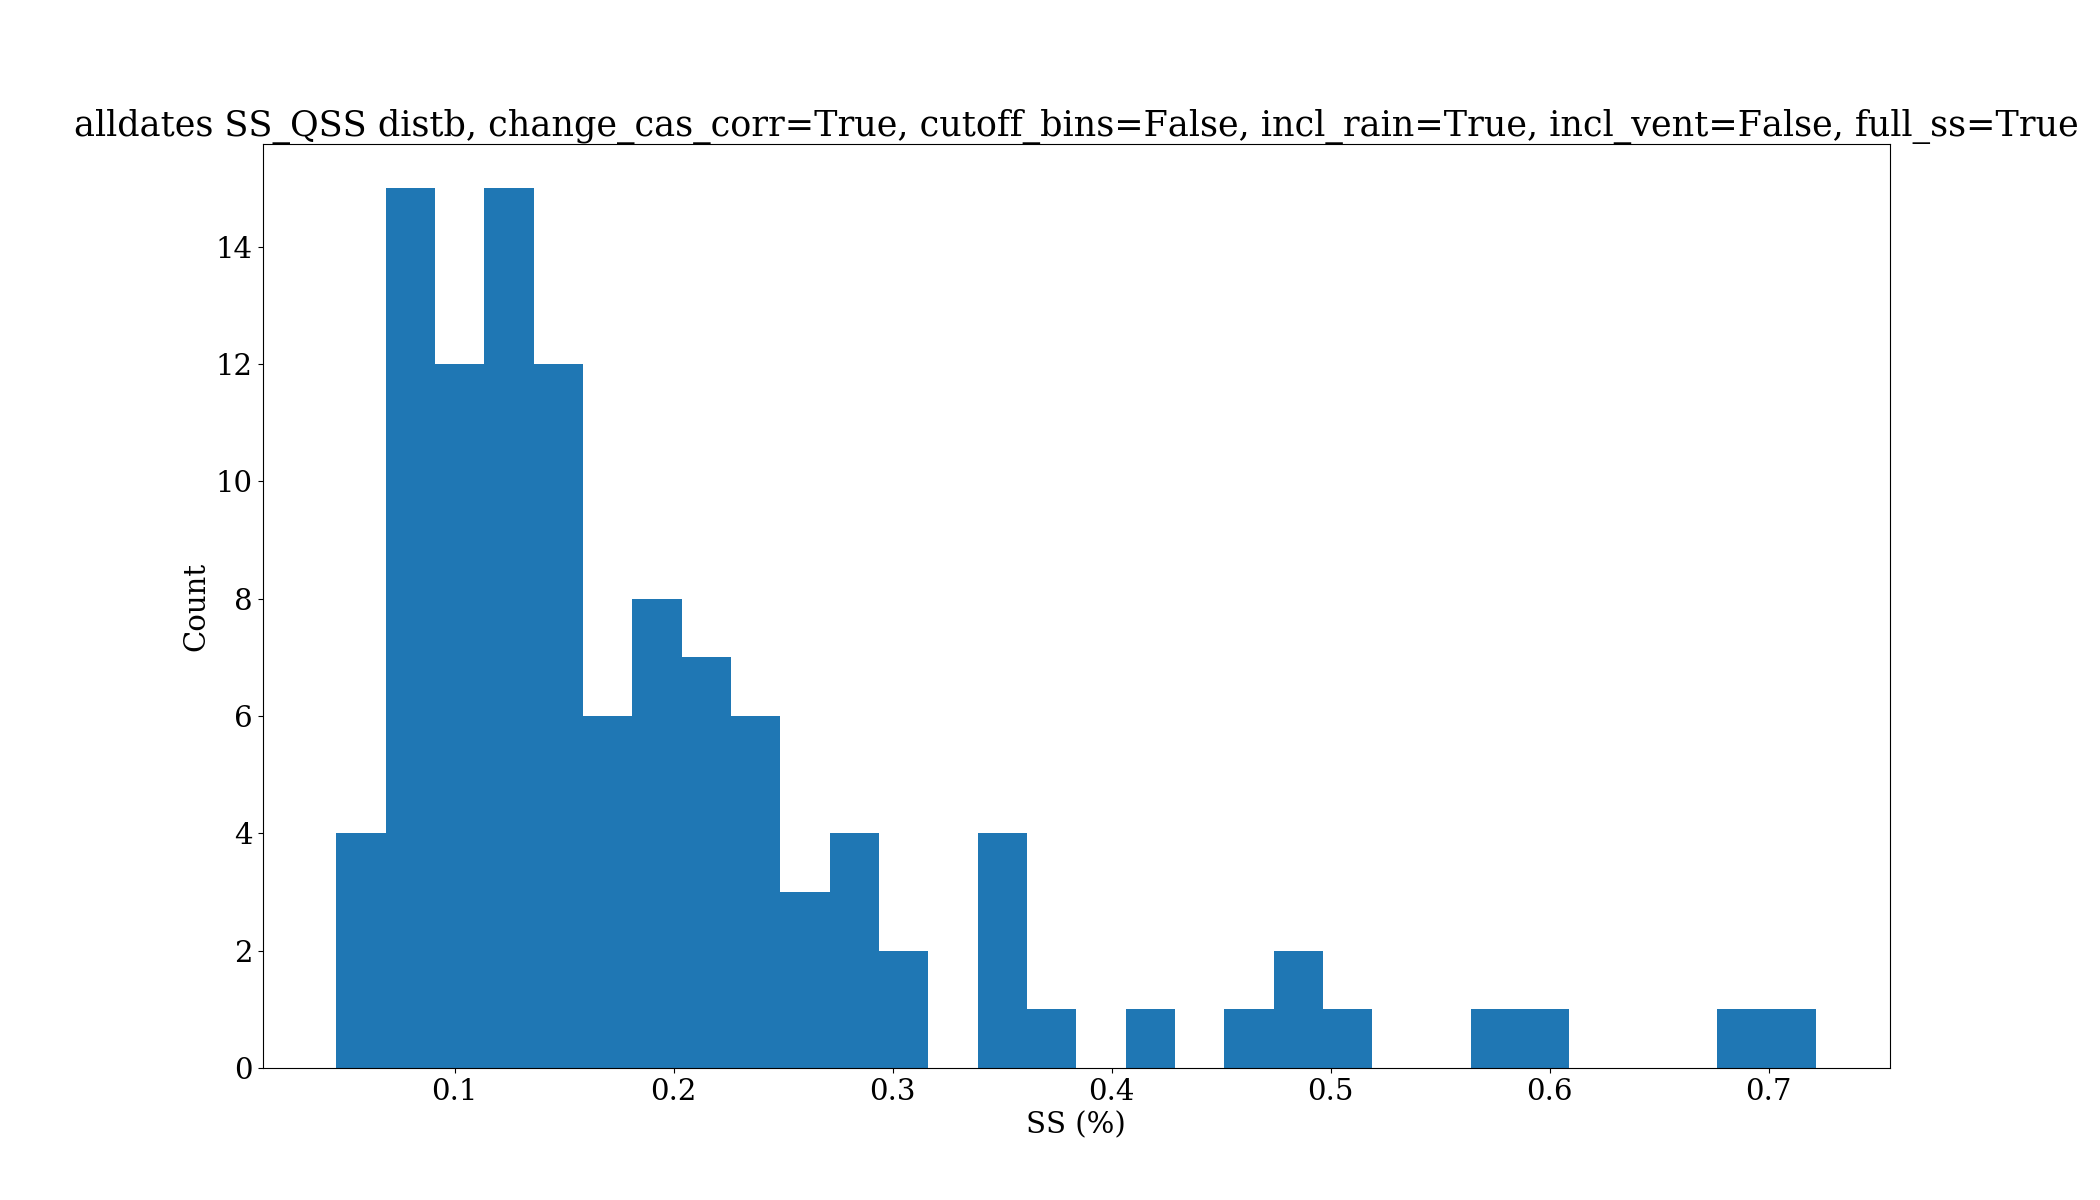 alldates SS_QSS distb, change_cas_corr=True, cutoff_bins=False, incl_rain=True, incl_vent=False, full_ss=True
14
12
10
8
6
4
2
0
Count
0.1 0.2 0.3 0.4 0.5 0.6 0.7
SS (%)